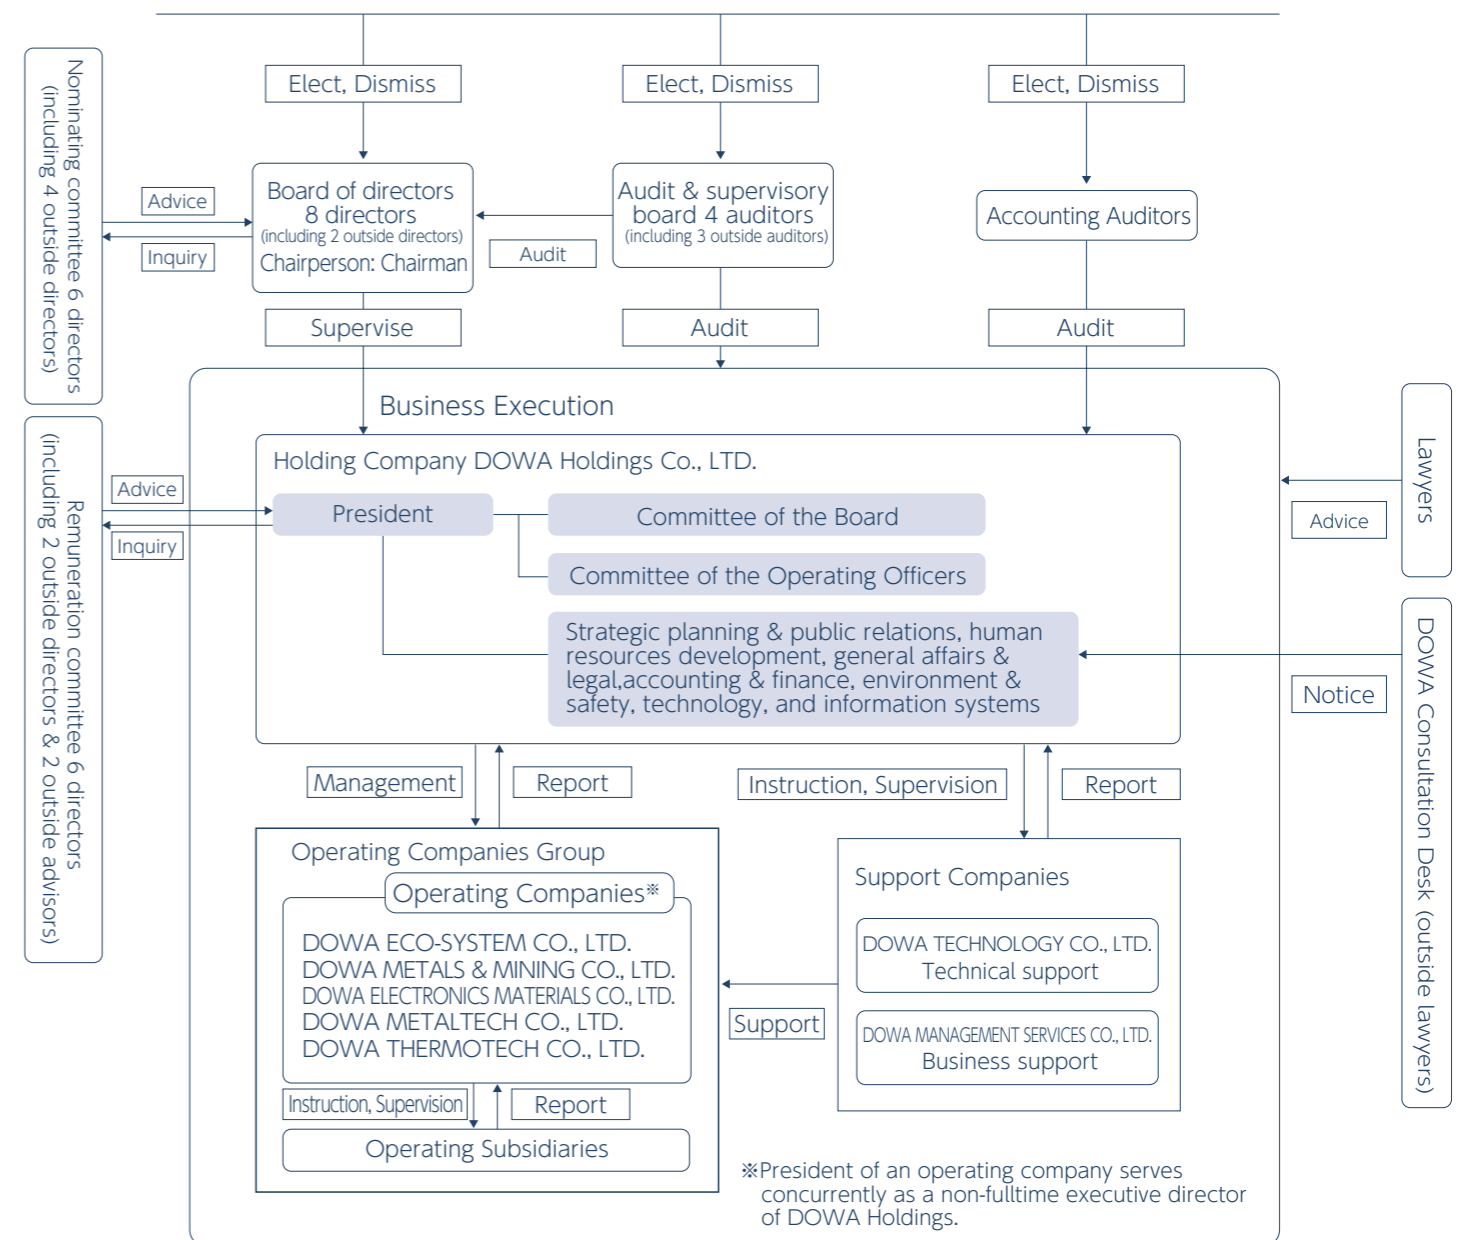 Elect, Dismiss
Elect, Dismiss
Elect, Dismiss
Nominating committee 6 directors
(including 4 outside directors)
Advice
Inquiry
Board of directors
8 directors
(including 2 outside directors)
Chairperson: Chairman
Audit
Audit & supervisory
board 4 auditors
(including 3 outside auditors)
Accounting Auditors
Supervise
Audit
Audit
Business Execution
Holding Company DOWA Holdings Co., LTD.
Remuneration committee 6 directors
(including 2 outside directors & 2 outside advisors)
Advice
Inquiry
President
Committee of the Board
Committee of the Operating Officers
Strategic planning & public relations, human
resources development, general affairs &
legal,accounting & finance, environment &
safety, technology, and information systems
Lawyers
Advice
DOWA Consultation Desk (outside lawyers)
Notice
Management
Report
Instruction, Supervision
Report
Operating Companies Group
Operating Companies※
DOWA ECO-SYSTEM CO., LTD.
DOWA METALS & MINING CO., LTD.
DOWA ELECTRONICS MATERIALS CO., LTD.
DOWA METALTECH CO., LTD.
DOWA THERMOTECH CO., LTD.
Instruction, Supervision
Report
Operating Subsidiaries
Support
Support Companies
DOWA TECHNOLOGY CO., LTD.
Technical support
DOWA MANAGEMENT SERVICES CO., LTD.
Business support
※President of an operating company serves
concurrently as a non-fulltime executive director
of DOWA Holdings.